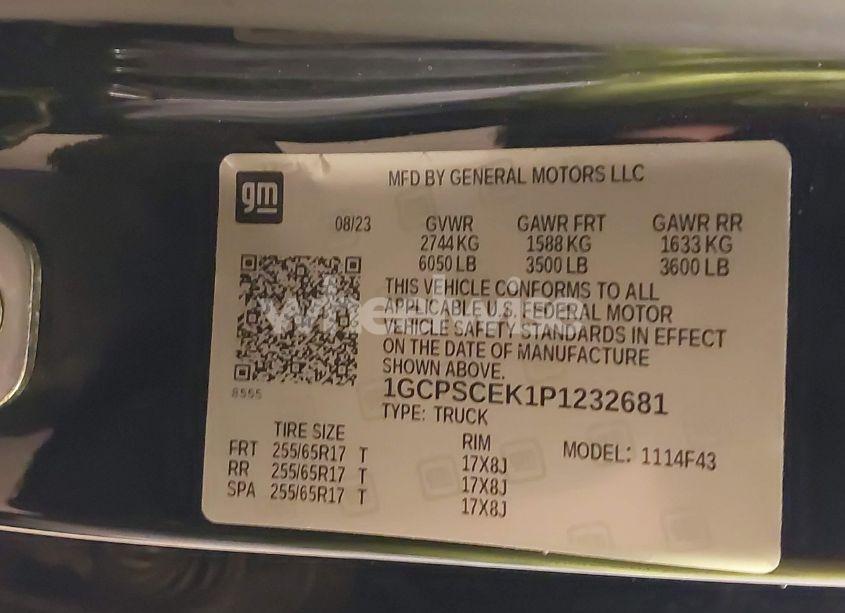 gm
MFD BY GENERAL MOTORS LLC
08/23 GVWR GAWR FRT GAWR RR
2744 KG 1588 KG 1633 KG
6050 LB 3500 LB 3600 LB
THIS VEHICLE CONFORMS TO ALL
APPLICABLE U.S. FEDERAL MOTOR
VEHICLE SAFETY STANDARDS IN EFFECT
ON THE DATE OF MANUFACTURE
SHOWN ABOVE.
8555
1GCPSCEK1P1232681
TYPE: TRUCK
TIRE SIZE RIM MODEL: 1114F43
FRT 255/65R17 T 17X8J
RR 255/65R17 T 17X8J
SPA 255/65R17 T 17X8J